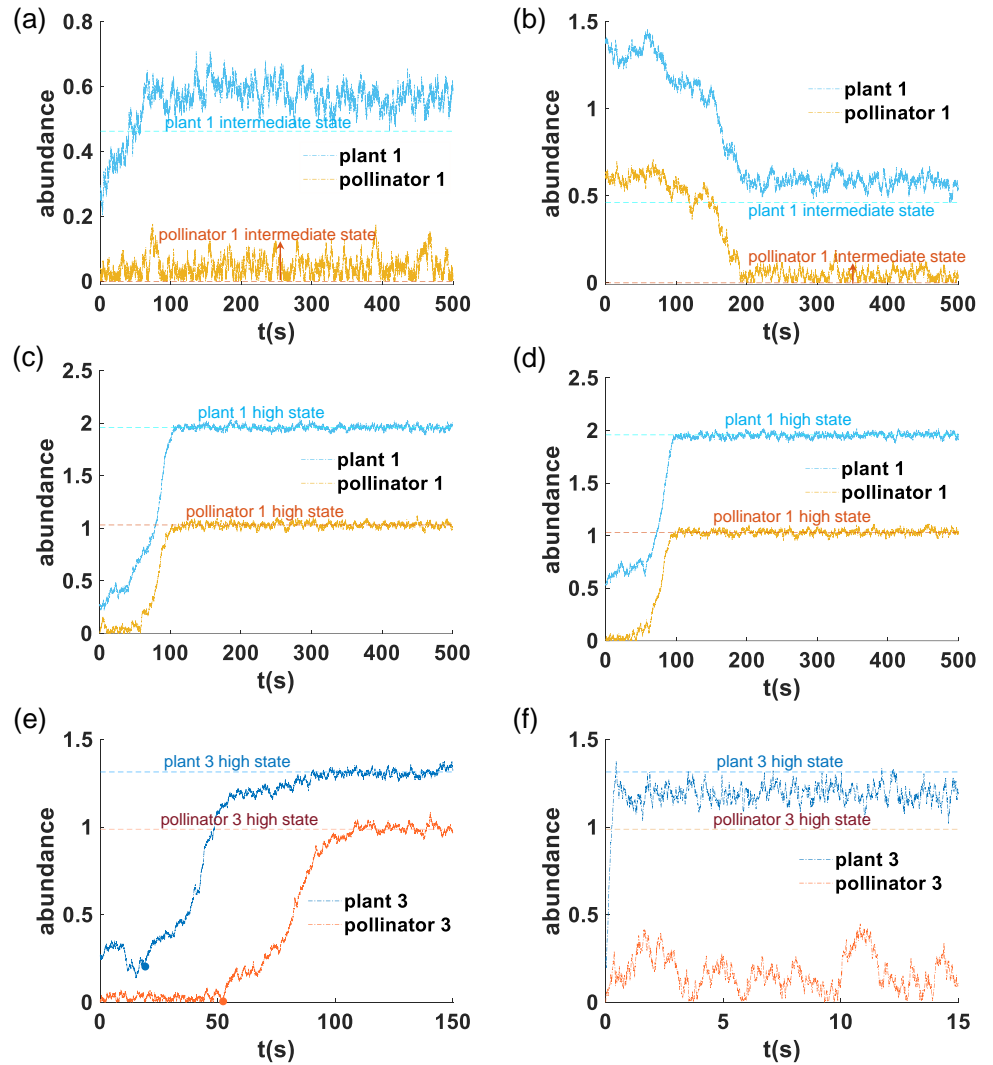 (a)
0.8
0.6
0.4
0.2
0
abundance
plant 1 intermediate state
plant 1
pollinator 1
pollinator 1 intermediate state
0 100 200 300 400 500
t(s)
(b)
1.5
1
0.5
0
abundance
plant 1
pollinator 1
plant 1 intermediate state
pollinator 1 intermediate state
0 100 200 300 400 500
t(s)
(c)
2.5
2
1.5
1
0.5
0
abundance
plant 1 high state
plant 1
pollinator 1
pollinator 1 high state
0 100 200 300 400 500
t(s)
(d)
2.5
2
1.5
1
0.5
0
abundance
plant 1 high state
plant 1
pollinator 1
pollinator 1 high state
0 100 200 300 400 500
t(s)
(e)
1.5
1
0.5
0
abundance
plant 3 high state
pollinator 3 high state
plant 3
pollinator 3
0 50 100 150
t(s)
(f)
1.5
1
0.5
0
abundance
plant 3 high state
pollinator 3 high state
plant 3
pollinator 3
0 5 10 15
t(s)